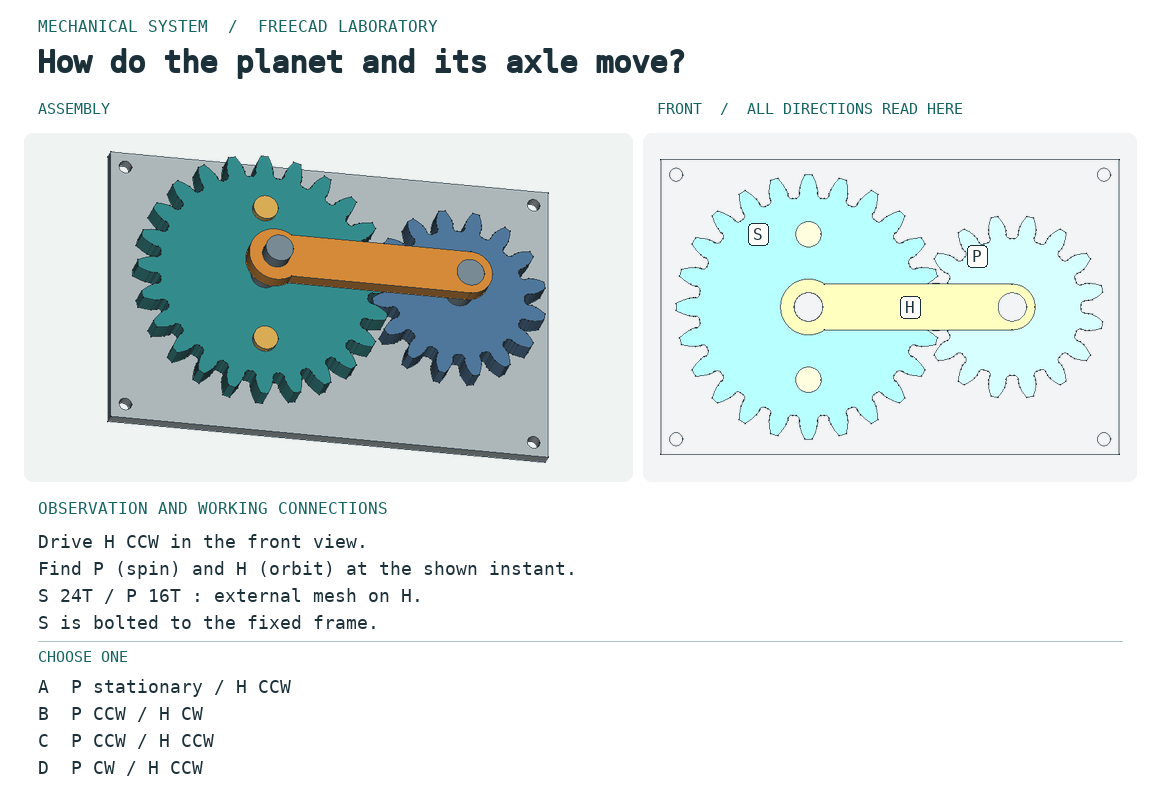 MECHANICAL SYSTEM / FREECAD LABORATORY
How do the planet and its axle move?
ASSEMBLY
FRONT / ALL DIRECTIONS READ HERE
S
P
H
OBSERVATION AND WORKING CONNECTIONS
Drive H CCW in the front view.
Find P (spin) and H (orbit) at the shown instant.
S 24T / P 16T : external mesh on H.
S is bolted to the fixed frame.
CHOOSE ONE
A P stationary / H CCW
B P CCW / H CW
C P CCW / H CCW
D P CW / H CCW